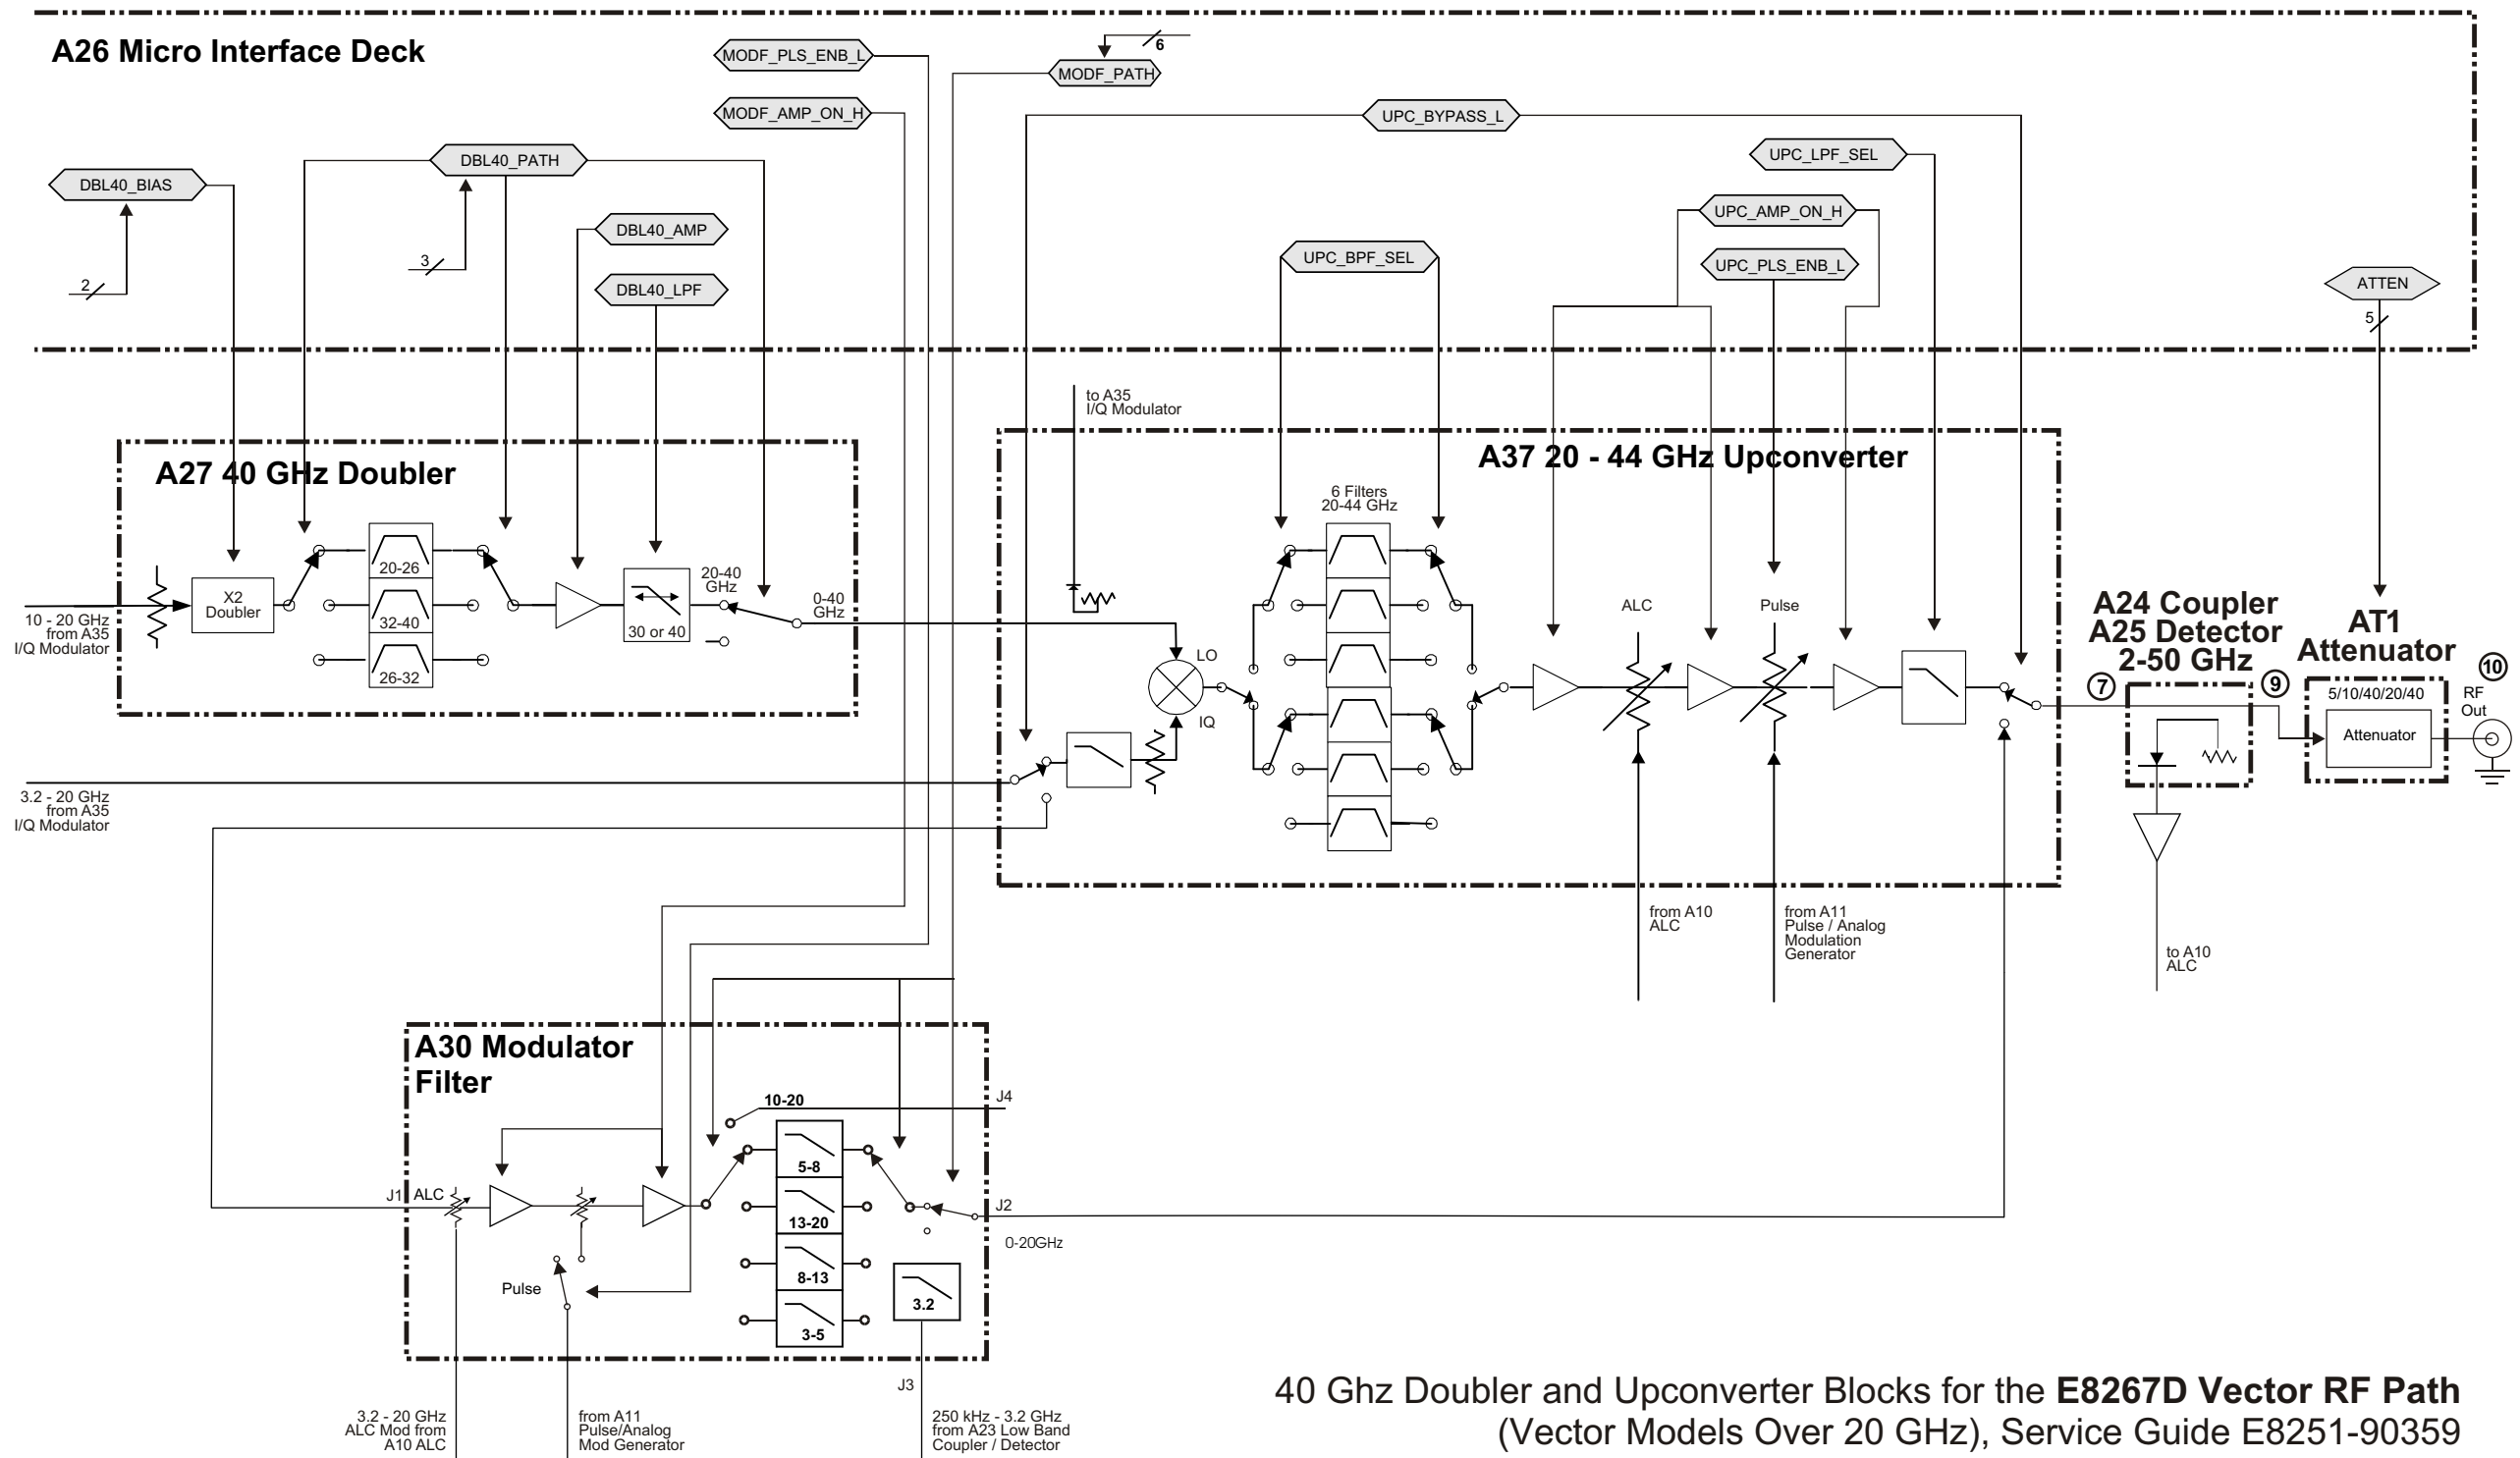 A26 Micro Interface Deck
MODF_PLS_ENB_L
6
MODF_PATH
MODF_AMP_ON_H
UPC_BYPASS_L
DBL40_PATH
UPC_LPF_SEL
DBL40_BIAS
UPC_AMP_ON_H
DBL40_AMP
UPC_BPF_SEL
UPC_PLS_ENB_L
3
2
DBL40_LPF
ATTEN
5
to A35
I/Q Modulator
A27 40 GHz Doubler
A37 20 - 44 GHz Upconverter
6 Filters
20-44 GHz
20-26
32-40
26-32
X2
Doubler
30 or 40
20-40
GHz
0-40
GHz
10 - 20 GHz
from A35
I/Q Modulator
ALC
Pulse
LO
IQ
A24 Coupler
A25 Detector
2-50 GHz
7
9
AT1
Attenuator
5/10/40/20/40
Attenuator
10
RF
Out
3.2 - 20 GHz
from A35
I/Q Modulator
from A10
ALC
from A11
Pulse / Analog
Modulation
Generator
to A10
ALC
A30 Modulator
Filter
10-20
J4
5-8
13-20
8-13
3-5
J1
ALC
J2
0-20GHz
Pulse
3.2
J3
3.2 - 20 GHz
ALC Mod from
A10 ALC
from A11
Pulse/Analog
Mod Generator
250 kHz - 3.2 GHz
from A23 Low Band
Coupler / Detector
40 Ghz Doubler and Upconverter Blocks for the E8267D Vector RF Path
(Vector Models Over 20 GHz), Service Guide E8251-90359